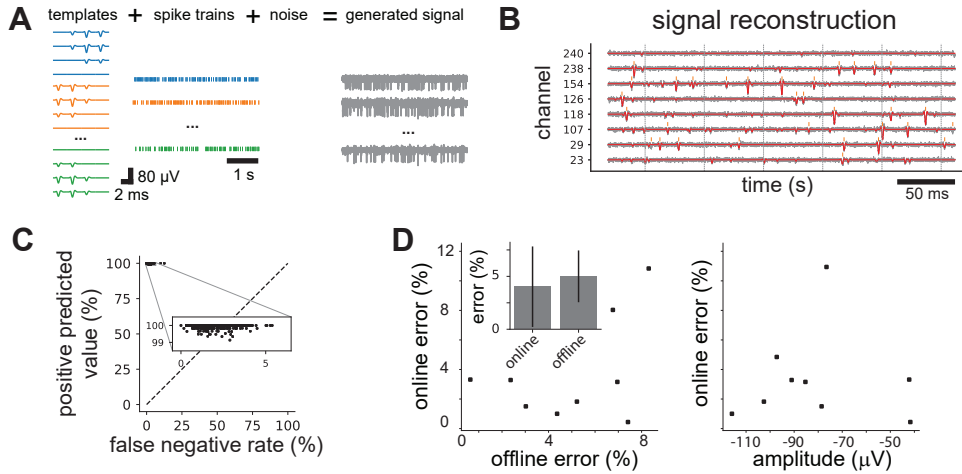 A
templates + spike trains + noise = generated signal
...
...
...
80 µV
2 ms
1 s
B
signal reconstruction
channel
240
238
154
126
118
107
29
23
time (s)
50 ms
C
positive predicted
value (%)
100
75
50
25
0
100
99
0
5
0
25
50
75
100
false negative rate (%)
D
online error (%)
12
8
4
0
error (%)
5
0
online
offline
0
2
4
6
8
offline error (%)
online error (%)
-110
-90
-70
-50
amplitude (µV)